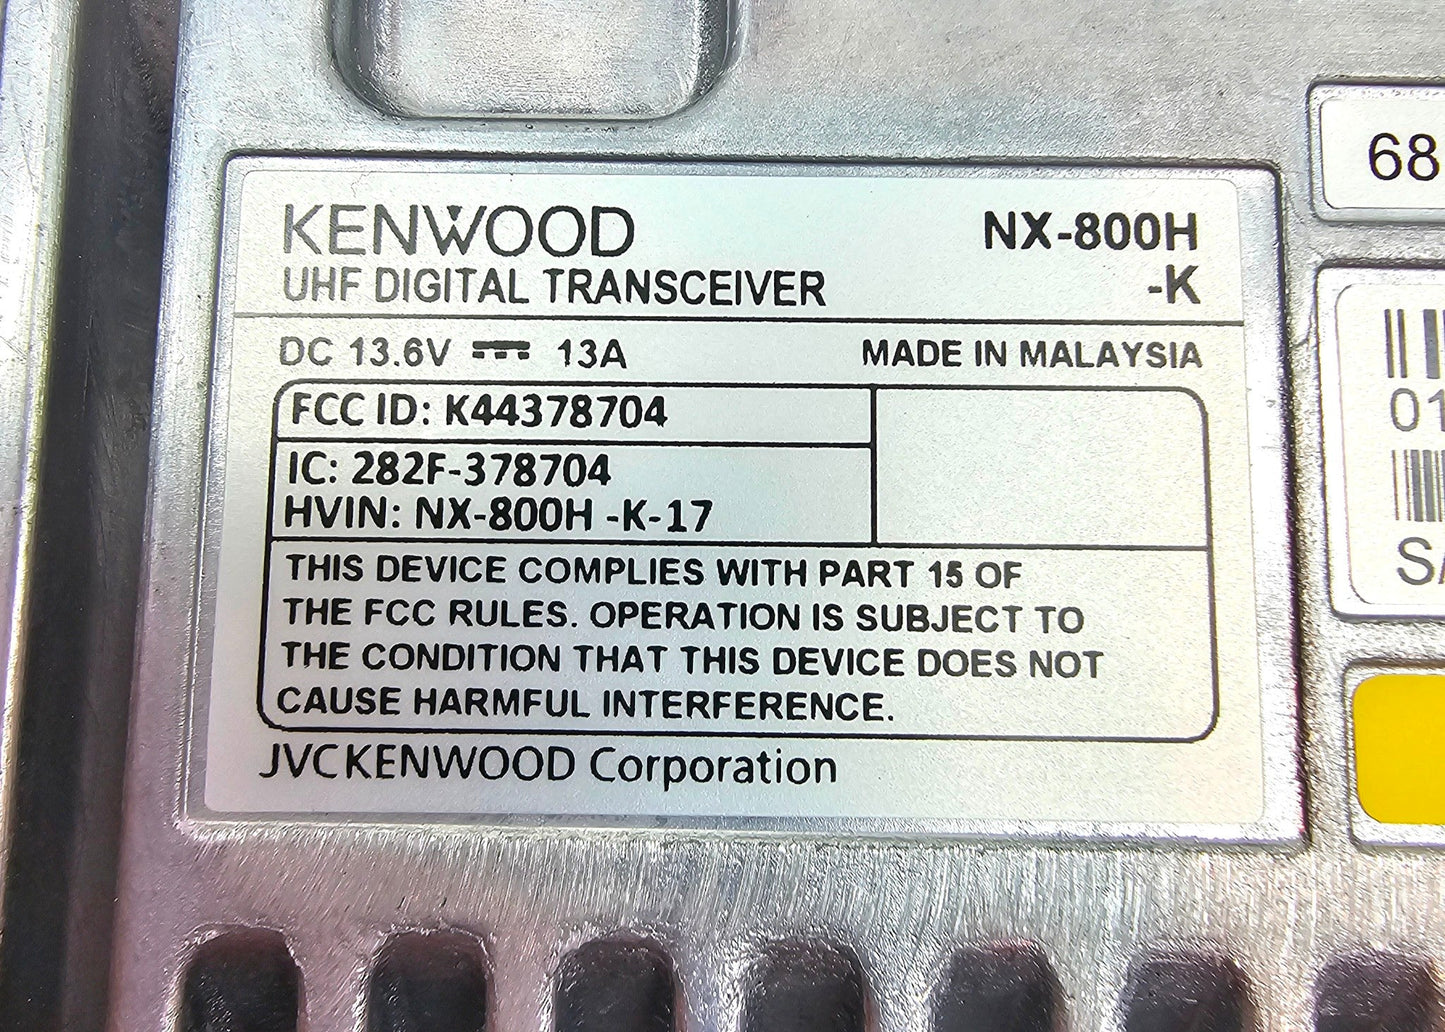 KENWOOD NX-800H
UHF DIGITAL TRANSCEIVER -K
DC 13.6V ⎓ 13A MADE IN MALAYSIA
FCC ID: K44378704
IC: 282F-378704
HVIN: NX-800H -K-17
THIS DEVICE COMPLIES WITH PART 15 OF
THE FCC RULES. OPERATION IS SUBJECT TO
THE CONDITION THAT THIS DEVICE DOES NOT
CAUSE HARMFUL INTERFERENCE.
JVCKENWOOD Corporation
68
01